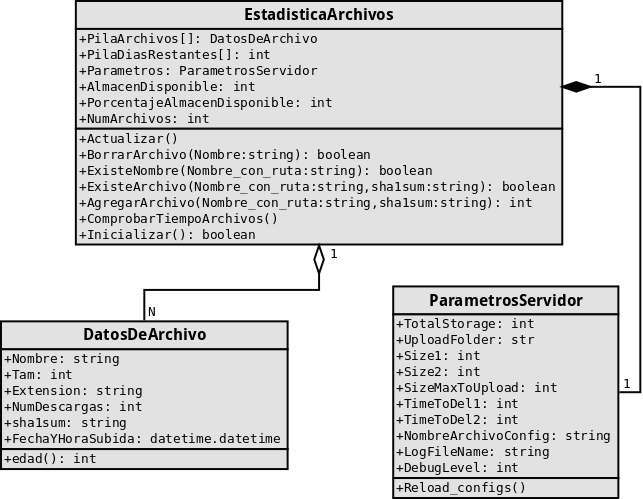 EstadisticaArchivos
+PilaArchivos[]: DatosDeArchivo
+PilaDiasRestantes[]: int
+Parametros: ParametrosServidor
+AlmacenDisponible: int
+PorcentajeAlmacenDisponible: int
+NumArchivos: int
+Actualizar()
+BorrarArchivo(Nombre:string): boolean
+ExisteNombre(Nombre_con_ruta:string): boolean
+ExisteArchivo(Nombre_con_ruta:string,sha1sum:string): boolean
+AgregarArchivo(Nombre_con_ruta:string,sha1sum:string): int
+ComprobarTiempoArchivos()
+Inicializar(): boolean
1
1
N
DatosDeArchivo
+Nombre: string
+Tam: int
+Extension: string
+NumDescargas: int
+sha1sum: string
+FechaYHoraSubida: datetime.datetime
+edad(): int
ParametrosServidor
+TotalStorage: int
+UploadFolder: str
+Size1: int
+Size2: int
+SizeMaxToUpload: int
+TimeToDel1: int
+TimeToDel2: int
+NombreArchivoConfig: string
+LogFileName: string
+DebugLevel: int
+Reload_configs()
1